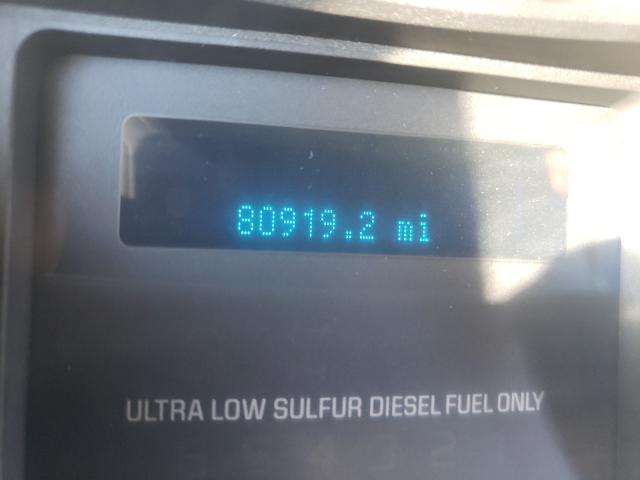 80919.2 mi
ULTRA LOW SULFUR DIESEL FUEL ONLY